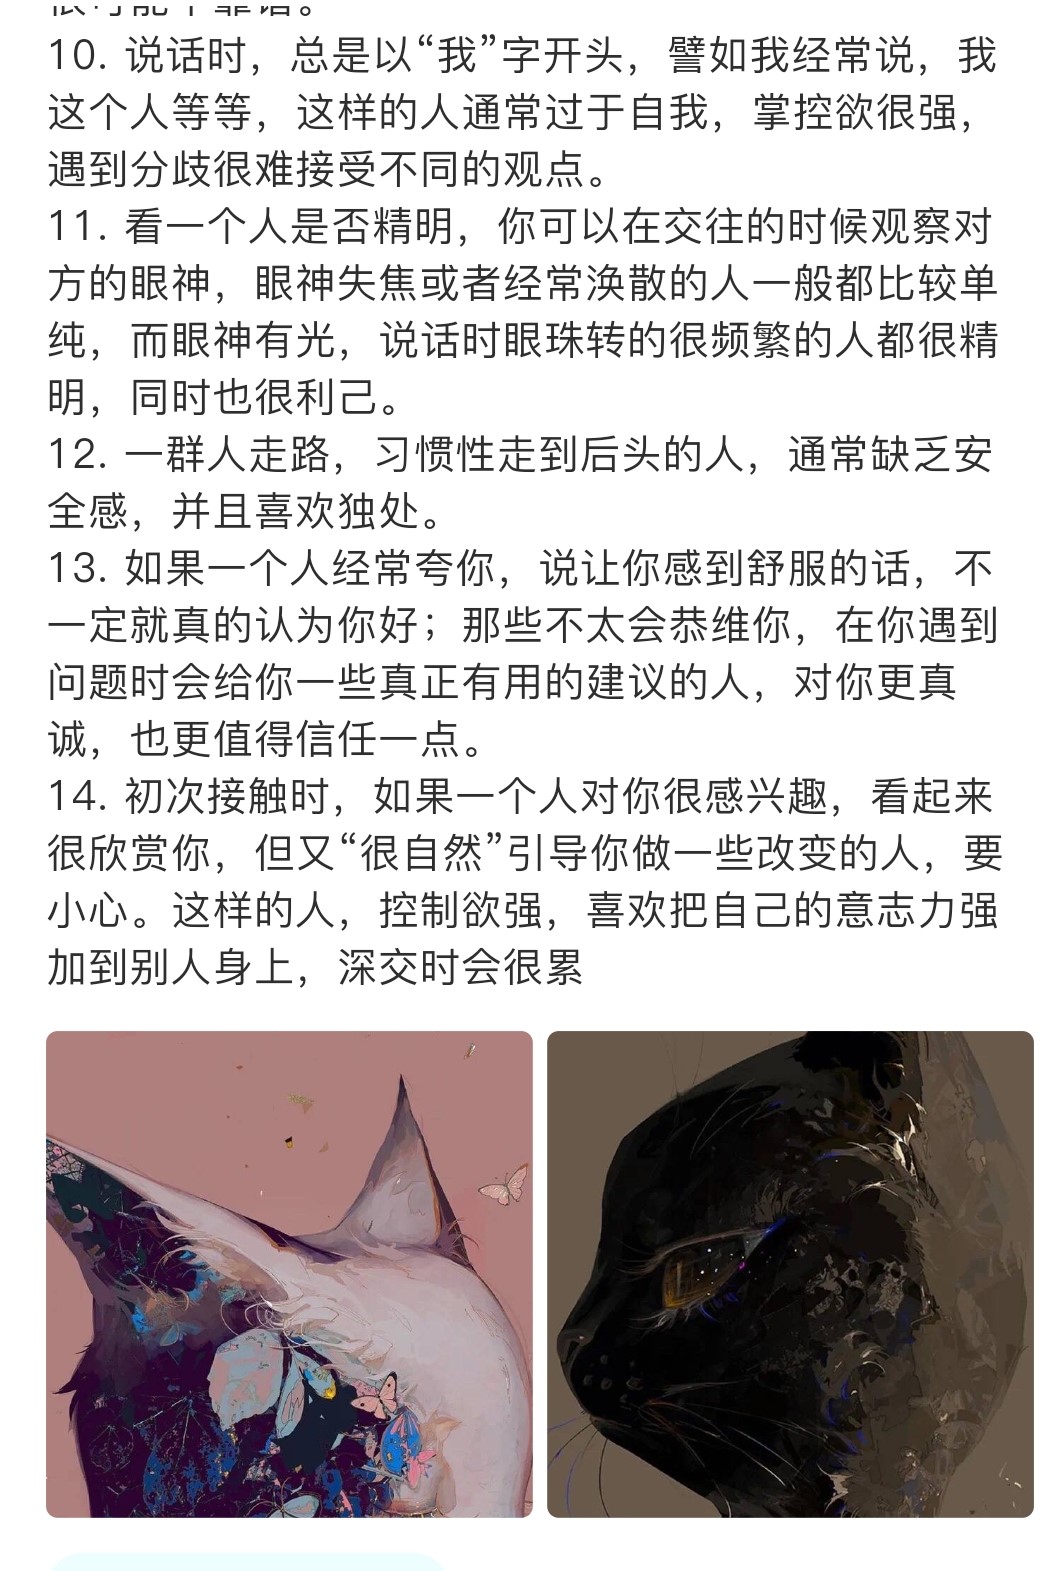 10. 说话时，总是以“我”字开头，譬如我经常说，我
这个人等等，这样的人通常过于自我，掌控欲很强，
遇到分歧很难接受不同的观点。
11. 看一个人是否精明，你可以在交往的时候观察对
方的眼神，眼神失焦或者经常涣散的人一般都比较单
纯，而眼神有光，说话时眼珠转的很频繁的人都很精
明，同时也很利己。
12. 一群人走路，习惯性走到后头的人，通常缺乏安
全感，并且喜欢独处。
13. 如果一个人经常夸你，说让你感到舒服的话，不
一定就真的认为你好；那些不太会恭维你，在你遇到
问题时会给你一些真正有用的建议的人，对你更真
诚，也更值得信任一点。
14. 初次接触时，如果一个人对你很感兴趣，看起来
很欣赏你，但又“很自然”引导你做一些改变的人，要
小心。这样的人，控制欲强，喜欢把自己的意志力强
加到别人身上，深交时会很累